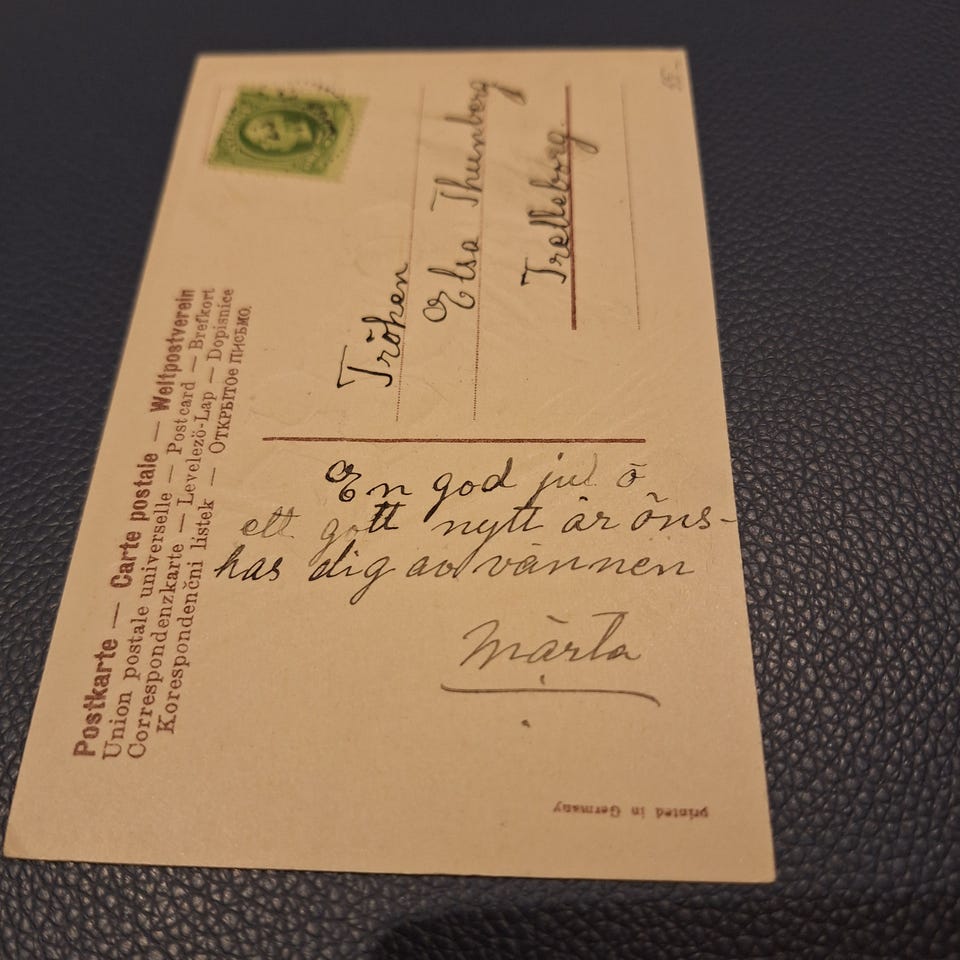 Postkarte — Carte postale — Weltpostverein
Union postale universelle — Postcard — Brefkort
Correspondenzkarte — Levelezö-Lap — Dopisnice
Korespondenční lístek — Открытое письмо.
Fröken
Elsa Thunberg
Trelleborg.
En god jul o
ett gott nytt år öns-
kas dig av vännen
Märta
printed in Germany